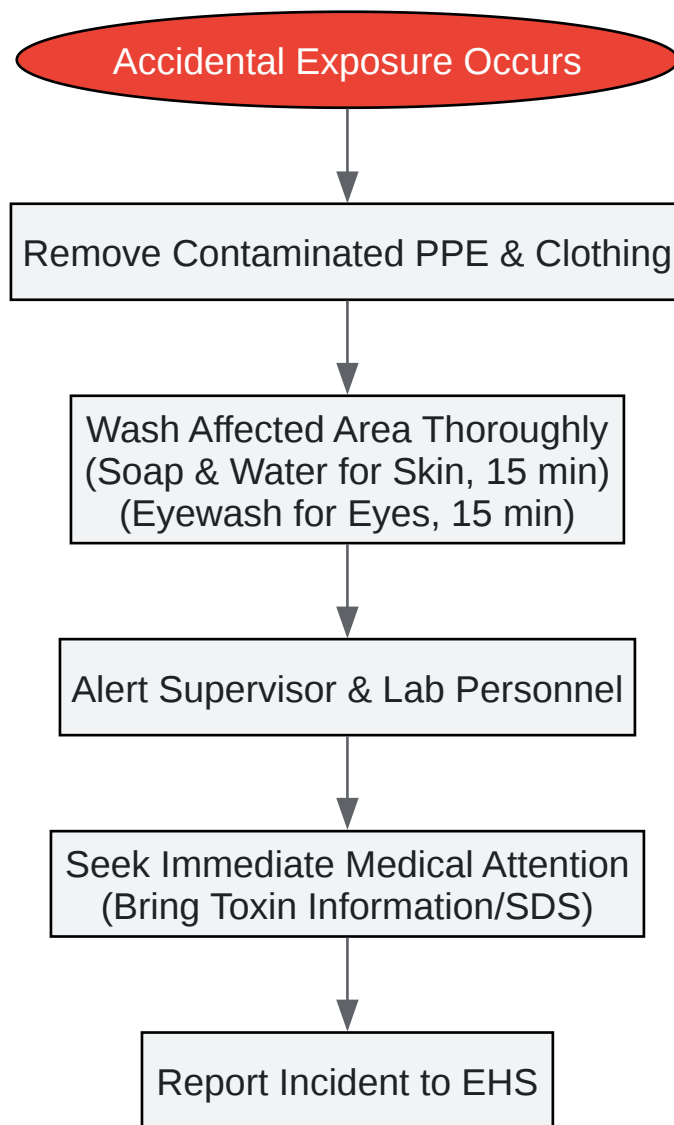 Accidental Exposure Occurs
Remove Contaminated PPE & Clothing
Wash Affected Area Thoroughly
(Soap & Water for Skin, 15 min)
(Eyewash for Eyes, 15 min)
Alert Supervisor & Lab Personnel
Seek Immediate Medical Attention
(Bring Toxin Information/SDS)
Report Incident to EHS